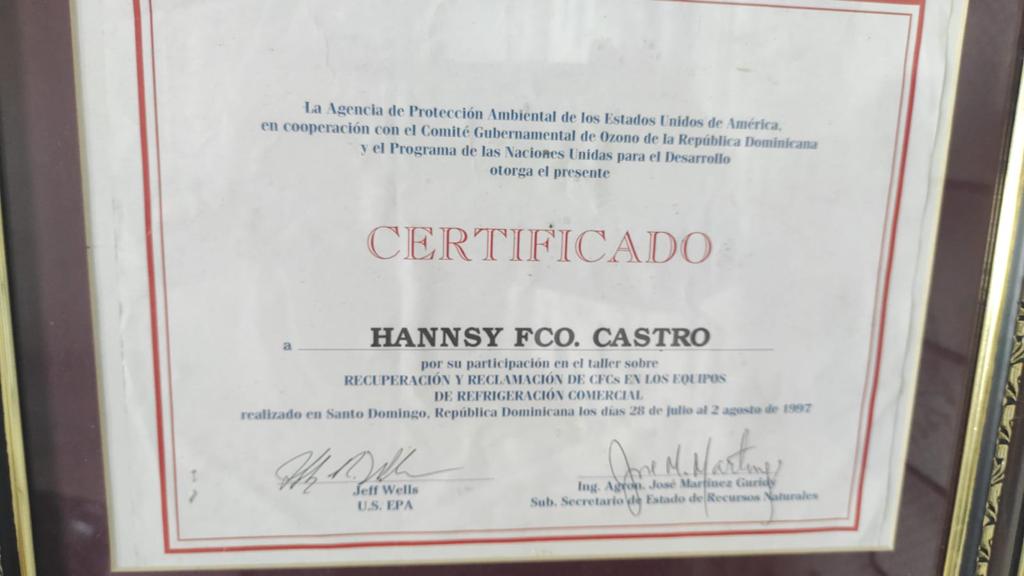 La Agencia de Protección Ambiental de los Estados Unidos de América,
en cooperación con el Comité Gubernamental de Ozono de la República Dominicana
y el Programa de las Naciones Unidas para el Desarrollo
otorga el presente
CERTIFICADO
a HANNSY FCO. CASTRO
por su participación en el taller sobre
RECUPERACIÓN Y RECLAMACIÓN DE CFCs EN LOS EQUIPOS
DE REFRIGERACIÓN COMERCIAL
realizado en Santo Domingo, República Dominicana los días 28 de julio al 2 agosto de 1997
Jose M. Martinez
Jeff Wells
U.S. EPA
Ing. Agron. José Martínez Guridy
Sub. Secretario de Estado de Recursos Naturales